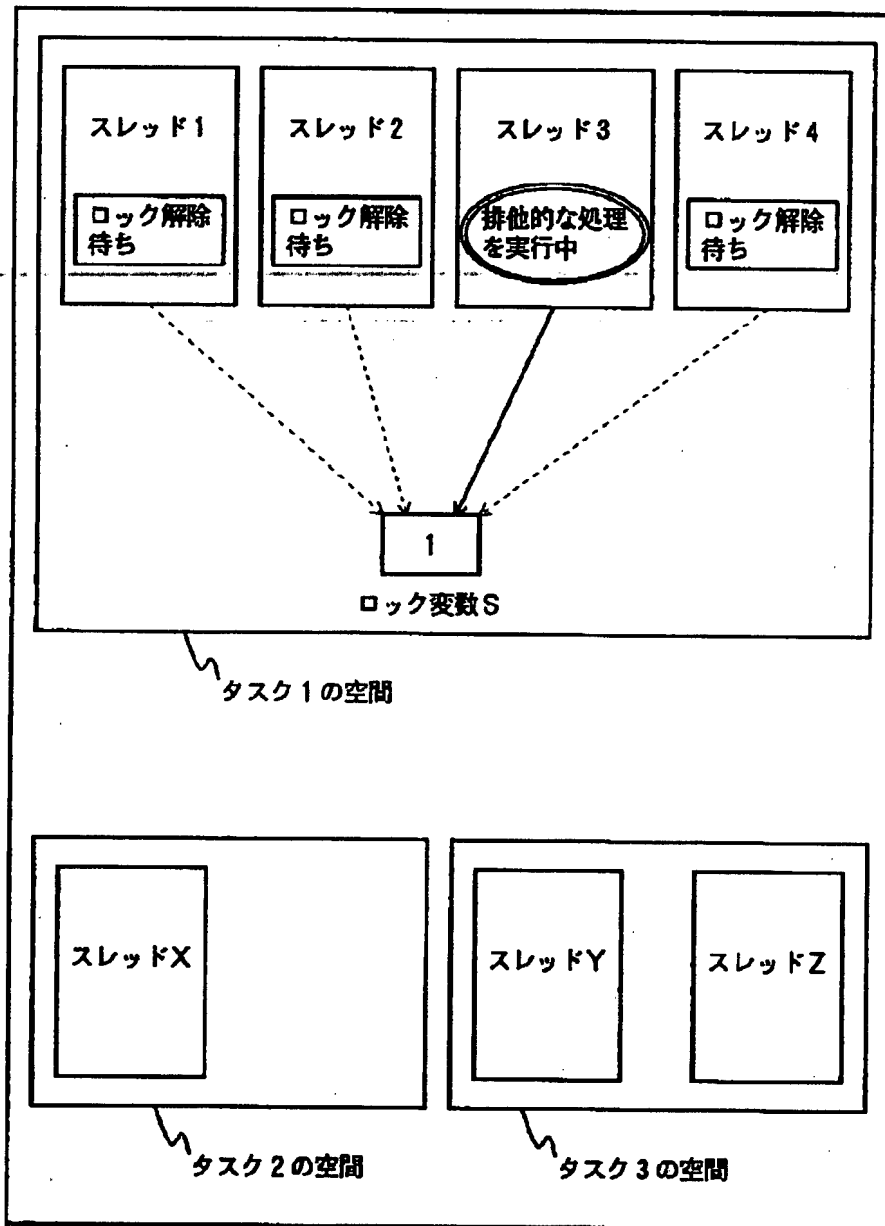 スレッド1
スレッド2
スレッド3
スレッド4
ロック解除
待ち
ロック解除
待ち
排他的な処理
を実行中
ロック解除
待ち
1
ロック変数S
タスク1の空間
スレッドX
スレッドY
スレッドZ
タスク2の空間
タスク3の空間